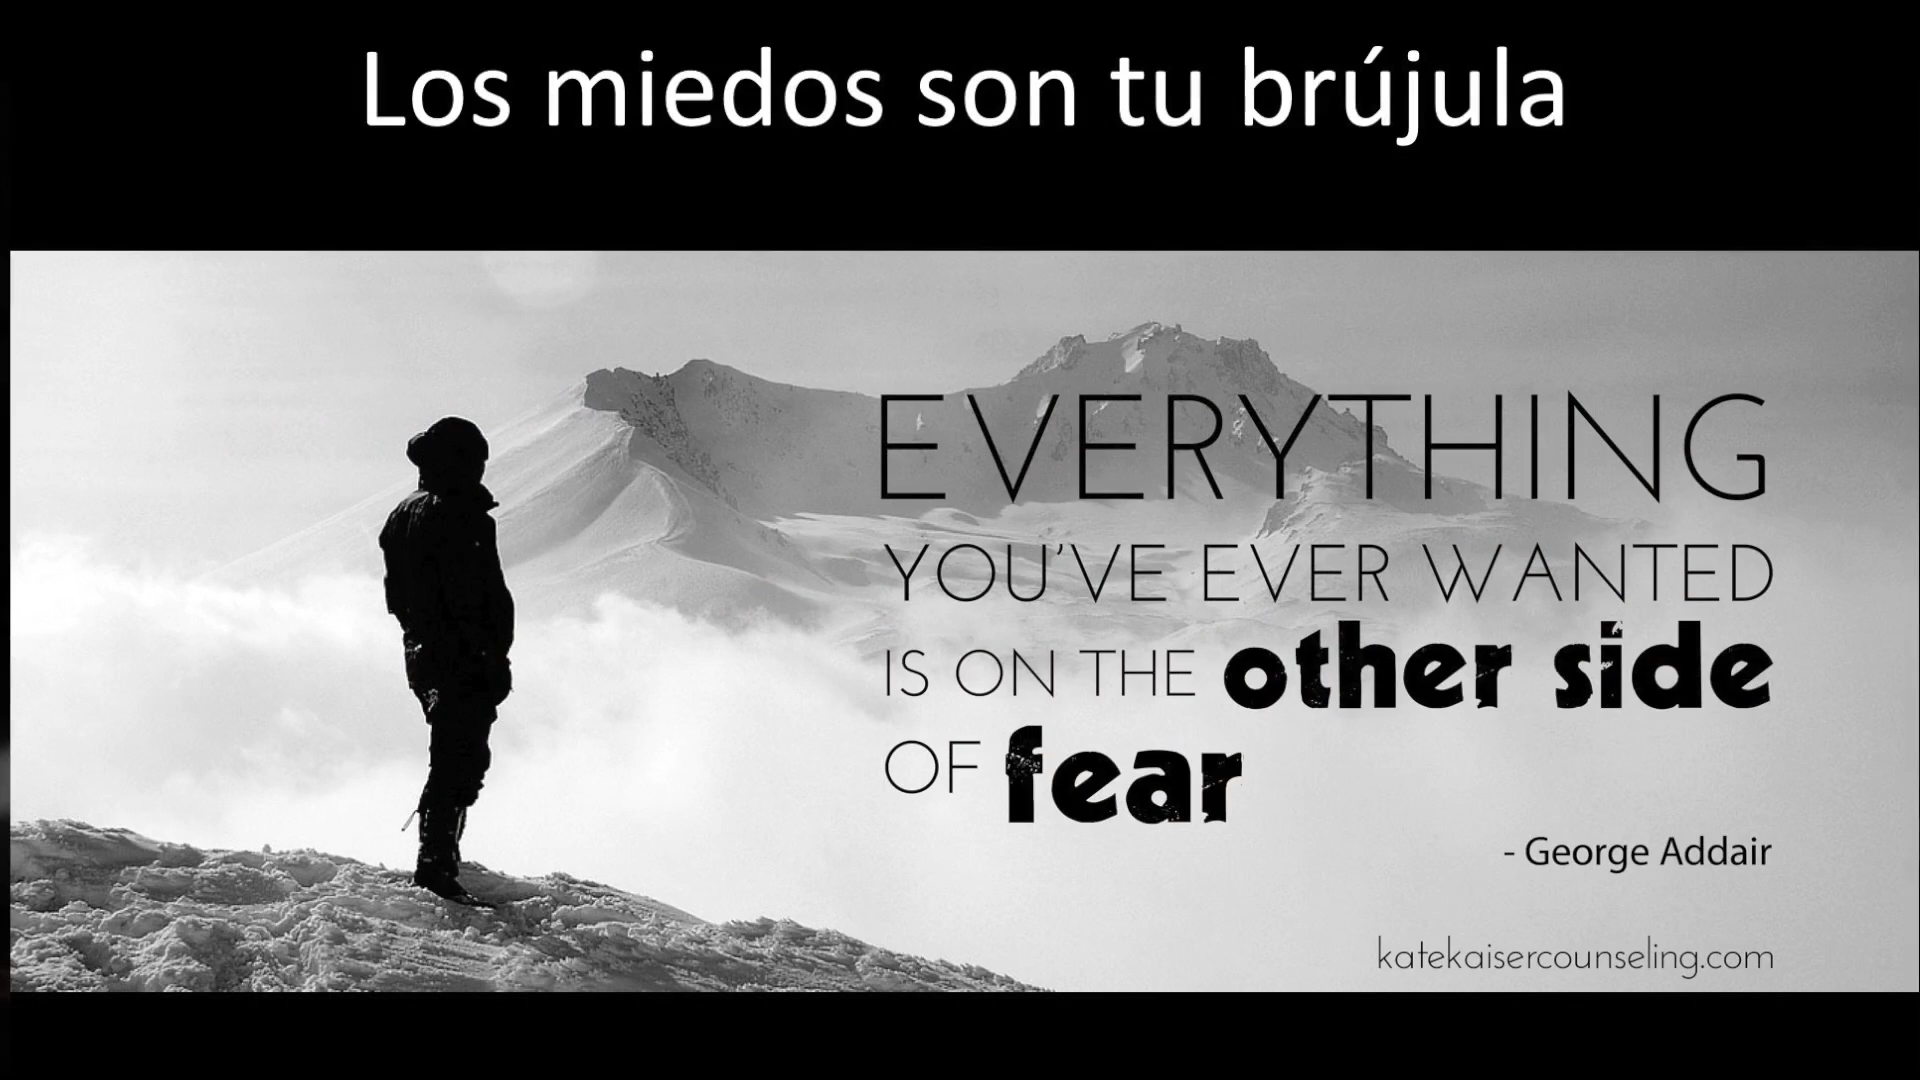 Los miedos son tu brújula
EVERYTHING
YOU'VE EVER WANTED
IS ON THE other side
OF fear
- George Addair
katekaisercounseling.com